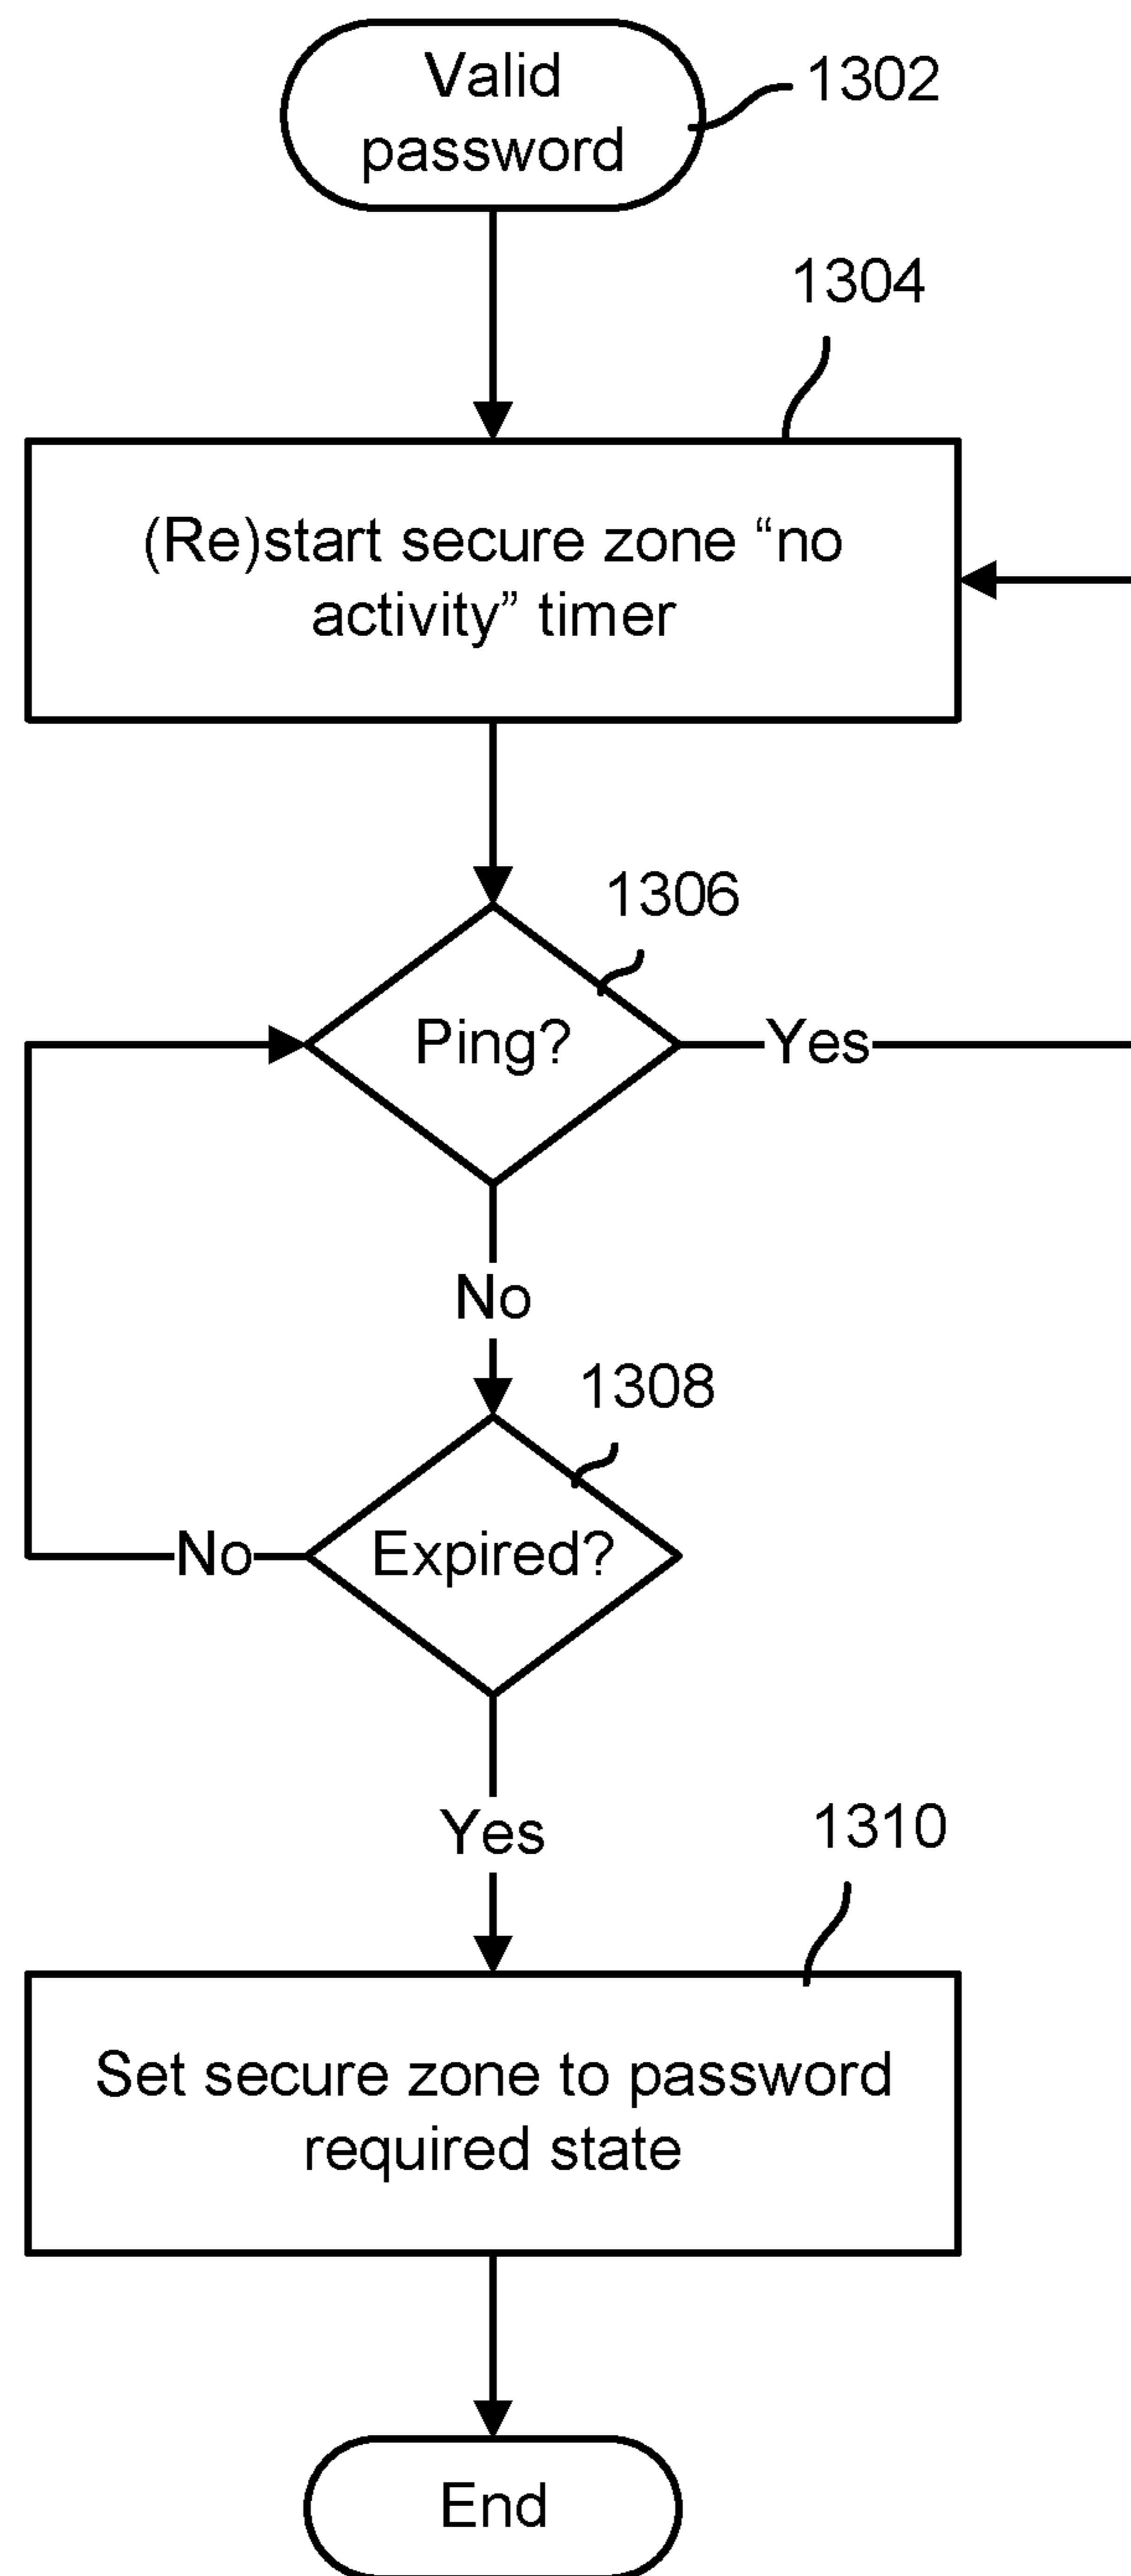 Valid
password
1302
1304
(Re)start secure zone “no
activity” timer
1306
Ping?
Yes
No
1308
Expired?
No
Yes
1310
Set secure zone to password
required state
End